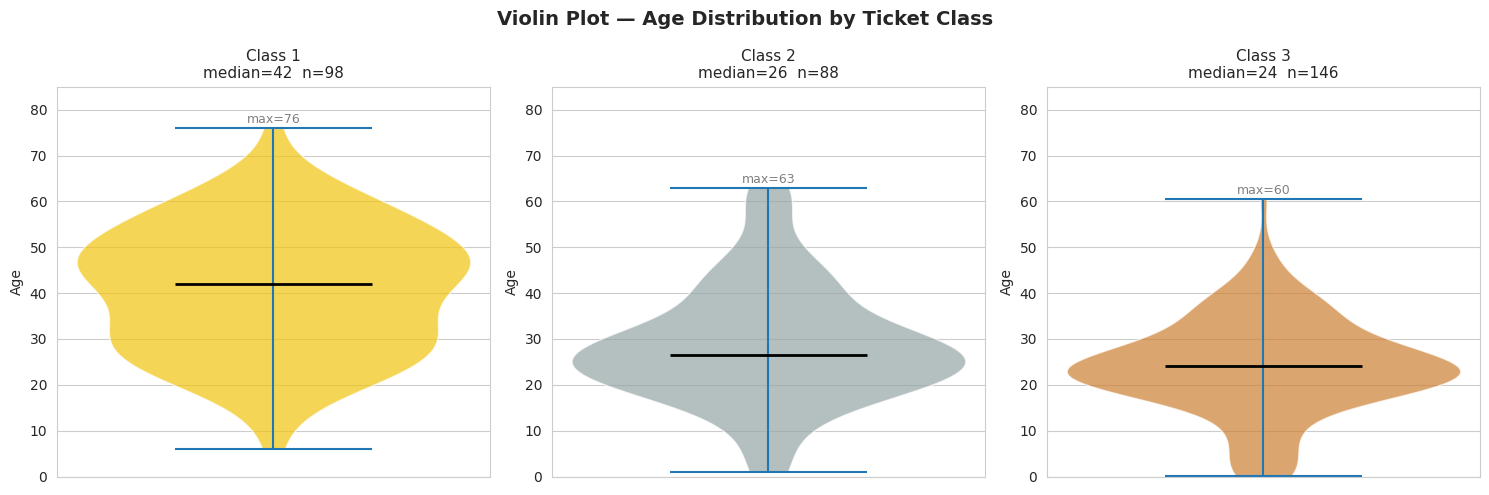 Violin Plot — Age Distribution by Ticket Class
Class 1
median=42  n=98
80
70
60
50
40
30
20
10
0
Age
max=76
Class 2
median=26  n=88
80
70
60
50
40
30
20
10
0
Age
max=63
Class 3
median=24  n=146
80
70
60
50
40
30
20
10
0
Age
max=60